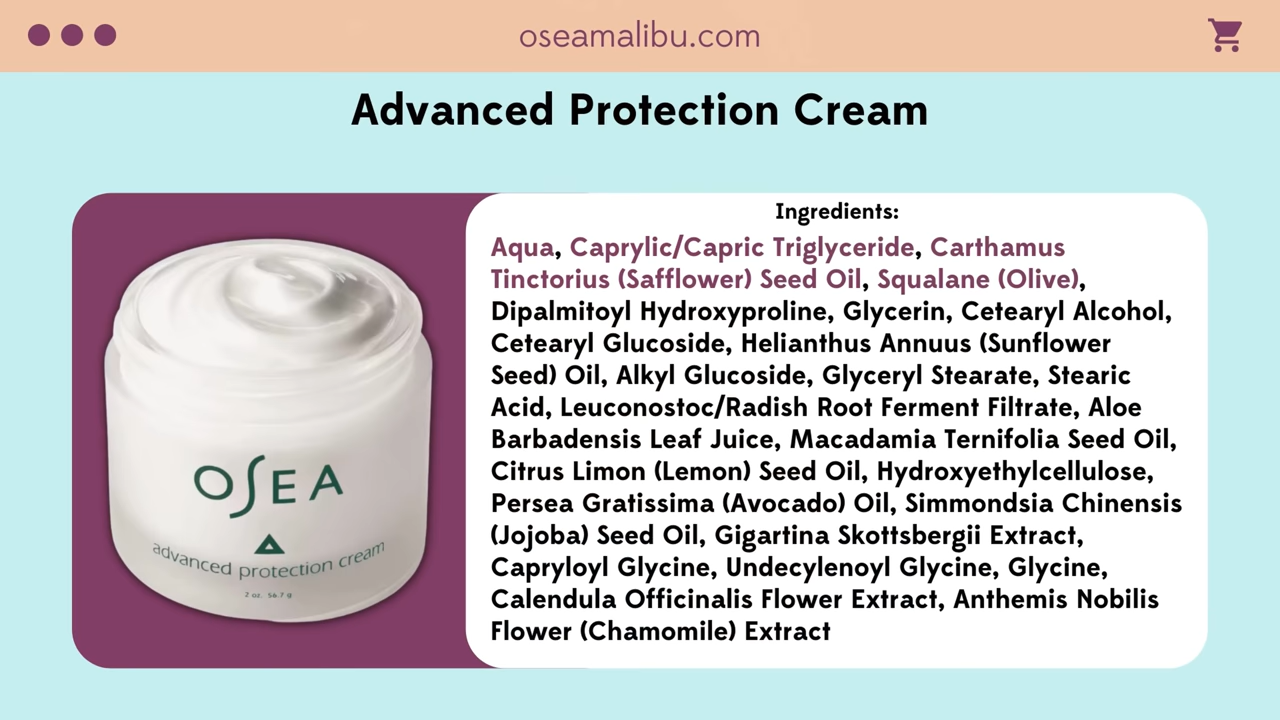 oseamalibu.com
Advanced Protection Cream
Ingredients:
Aqua, Caprylic/Capric Triglyceride, Carthamus
Tinctorius (Safflower) Seed Oil, Squalane (Olive),
Dipalmitoyl Hydroxyproline, Glycerin, Cetearyl Alcohol,
Cetearyl Glucoside, Helianthus Annuus (Sunflower
Seed) Oil, Alkyl Glucoside, Glyceryl Stearate, Stearic
Acid, Leuconostoc/Radish Root Ferment Filtrate, Aloe
Barbadensis Leaf Juice, Macadamia Ternifolia Seed Oil,
Citrus Limon (Lemon) Seed Oil, Hydroxyethylcellulose,
Persea Gratissima (Avocado) Oil, Simmondsia Chinensis
(Jojoba) Seed Oil, Gigartina Skottsbergii Extract,
Capryloyl Glycine, Undecylenoyl Glycine, Glycine,
Calendula Officinalis Flower Extract, Anthemis Nobilis
Flower (Chamomile) Extract
OSEA
advanced protection cream
2 oz. 56.7 g